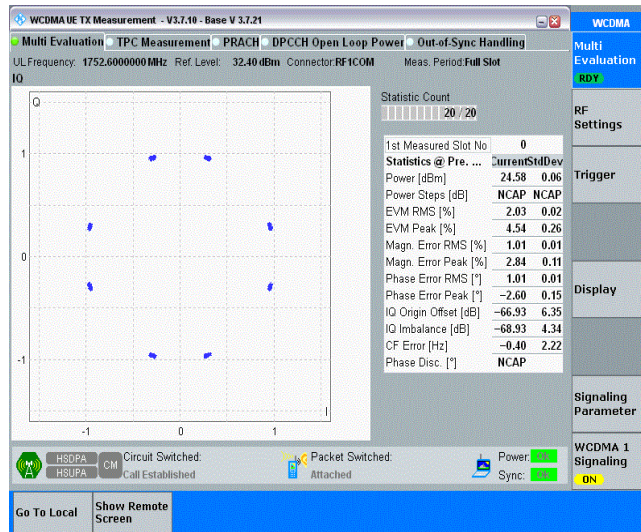 WCDMA UE TX Measurement - V3.7.10 - Base V 3.7.21
WCDMA
Multi Evaluation TPC Measurement PRACH DPCCH Open Loop Power Out-of-Sync Handling
UL Frequency: 1752.6000000 MHz Ref. Level: 32.40 dBm Connector:RF1COM Meas. Period:Full Slot
IQ
Q
1
0
-1
-1 0 1
I
Statistic Count
20 / 20
1st Measured Slot No 0
Statistics @ Pre. ... Current StdDev
Power [dBm] 24.58 0.06
Power Steps [dB] NCAP NCAP
EVM RMS [%] 2.03 0.02
EVM Peak [%] 4.54 0.26
Magn. Error RMS [%] 1.01 0.01
Magn. Error Peak [%] 2.84 0.11
Phase Error RMS [°] 1.01 0.01
Phase Error Peak [°] -2.60 0.15
IQ Origin Offset [dB] -66.93 6.35
IQ Imbalance [dB] -68.93 4.34
CF Error [Hz] -0.40 2.22
Phase Disc. [°] NCAP
Multi
Evaluation
RDY
RF
Settings
Trigger
Display
Signaling
Parameter
WCDMA 1
Signaling
ON
HSDPA
HSUPA
CM
Circuit Switched:
Call Established
Packet Switched:
Attached
Power: OK
Sync: OK
Go To Local
Show Remote
Screen